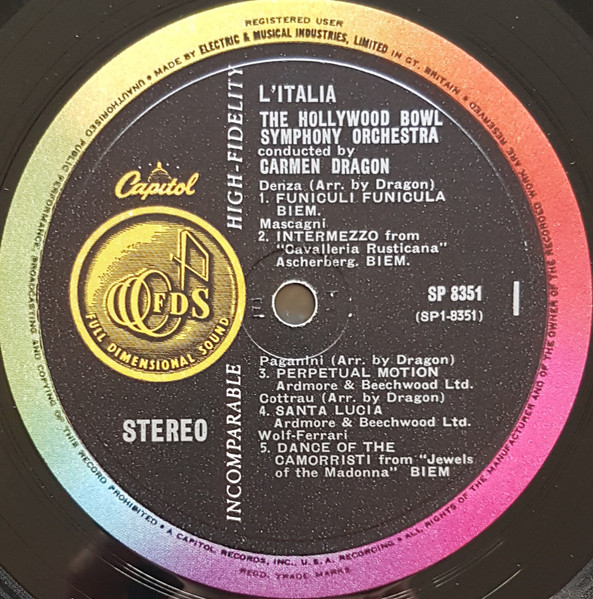 REGISTERED USER
MADE BY ELECTRIC & MUSICAL INDUSTRIES, LIMITED IN GT. BRITAIN
• ALL RIGHTS OF THE MANUFACTURER AND OF THE OWNER OF THE RECORDED WORK ARE RESERVED •
UNAUTHORISED PUBLIC PERFORMANCE, BROADCASTING AND COPYING OF THIS RECORD PROHIBITED •
A CAPITOL RECORDS, INC., U.S.A. RECORDING
REGD. TRADE MARKS
Capitol
FDS
FULL DIMENSIONAL SOUND
STEREO
INCOMPARABLE HIGH-FIDELITY
L'ITALIA
THE HOLLYWOOD BOWL
SYMPHONY ORCHESTRA
conducted by
CARMEN DRAGON
Denza (Arr. by Dragon)
1. FUNICULI FUNICULA
BIEM.
Mascagni
2. INTERMEZZO from
"Cavalleria Rusticana"
Ascherberg. BIEM.
SP 8351
(SP1-8351)
1
Paganini (Arr. by Dragon)
3. PERPETUAL MOTION
Ardmore & Beechwood Ltd.
Cottrau (Arr. by Dragon)
4. SANTA LUCIA
Ardmore & Beechwood Ltd.
Wolf-Ferrari
5. DANCE OF THE
CAMORRISTI from "Jewels
of the Madonna" BIEM